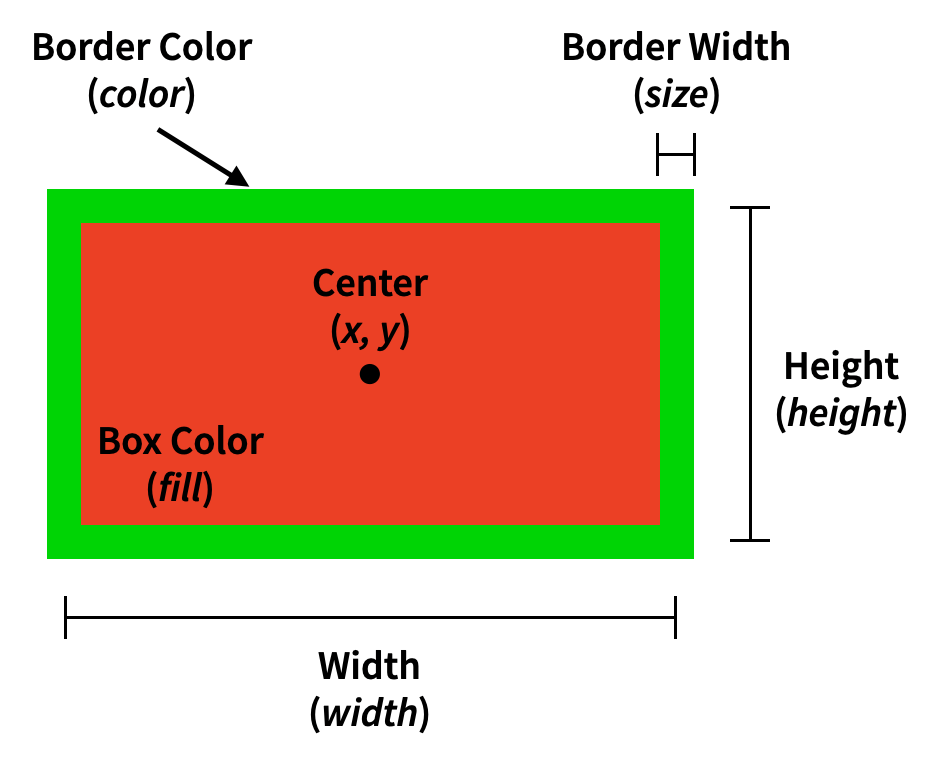 Border Color
(color)
Border Width
(size)
Center
(x, y)
Height
(height)
Box Color
(fill)
Width
(width)